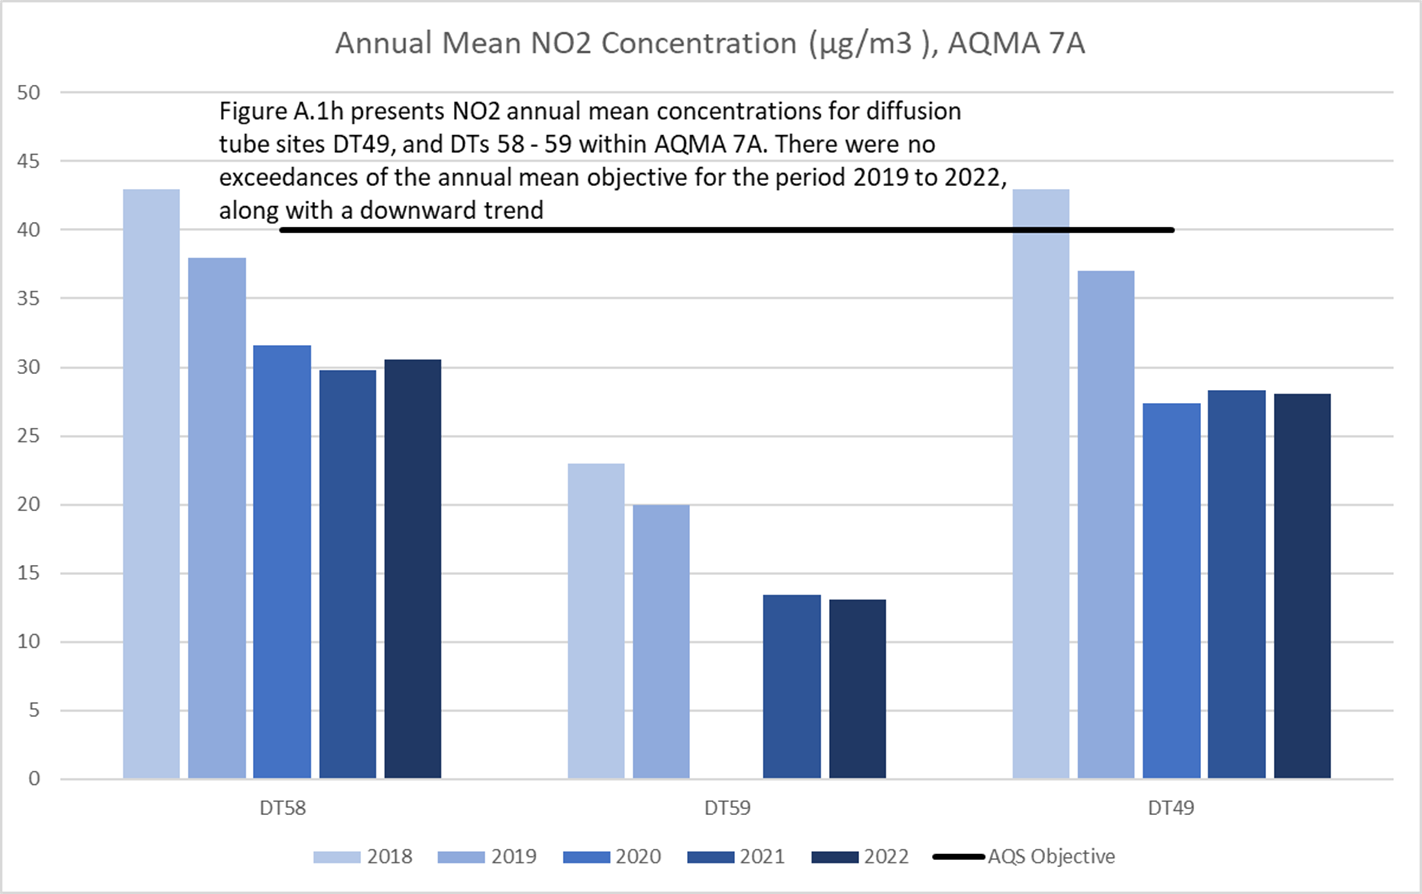 Annual Mean NO2 Concentration (µg/m3 ), AQMA 7A
50
Figure A.1h presents NO2 annual mean concentrations for diffusion
tube sites DT49, and DTs 58 - 59 within AQMA 7A. There were no
exceedances of the annual mean objective for the period 2019 to 2022,
along with a downward trend
45
40
35
30
25
20
15
10
5
0
DT58 DT59 DT49
2018 2019 2020 2021 2022 AQS Objective